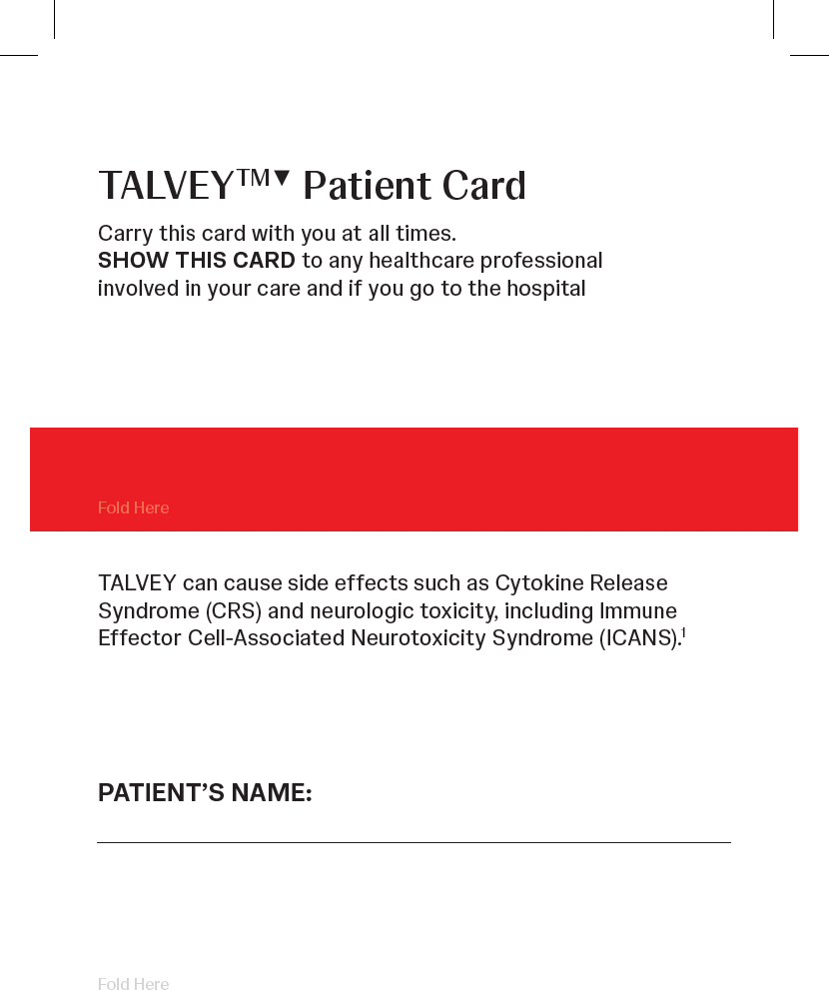 TALVEY™▼ Patient Card
Carry this card with you at all times.
SHOW THIS CARD to any healthcare professional
involved in your care and if you go to the hospital
Fold Here
TALVEY can cause side effects such as Cytokine Release
Syndrome (CRS) and neurologic toxicity, including Immune
Effector Cell-Associated Neurotoxicity Syndrome (ICANS).¹
PATIENT’S NAME:
Fold Here